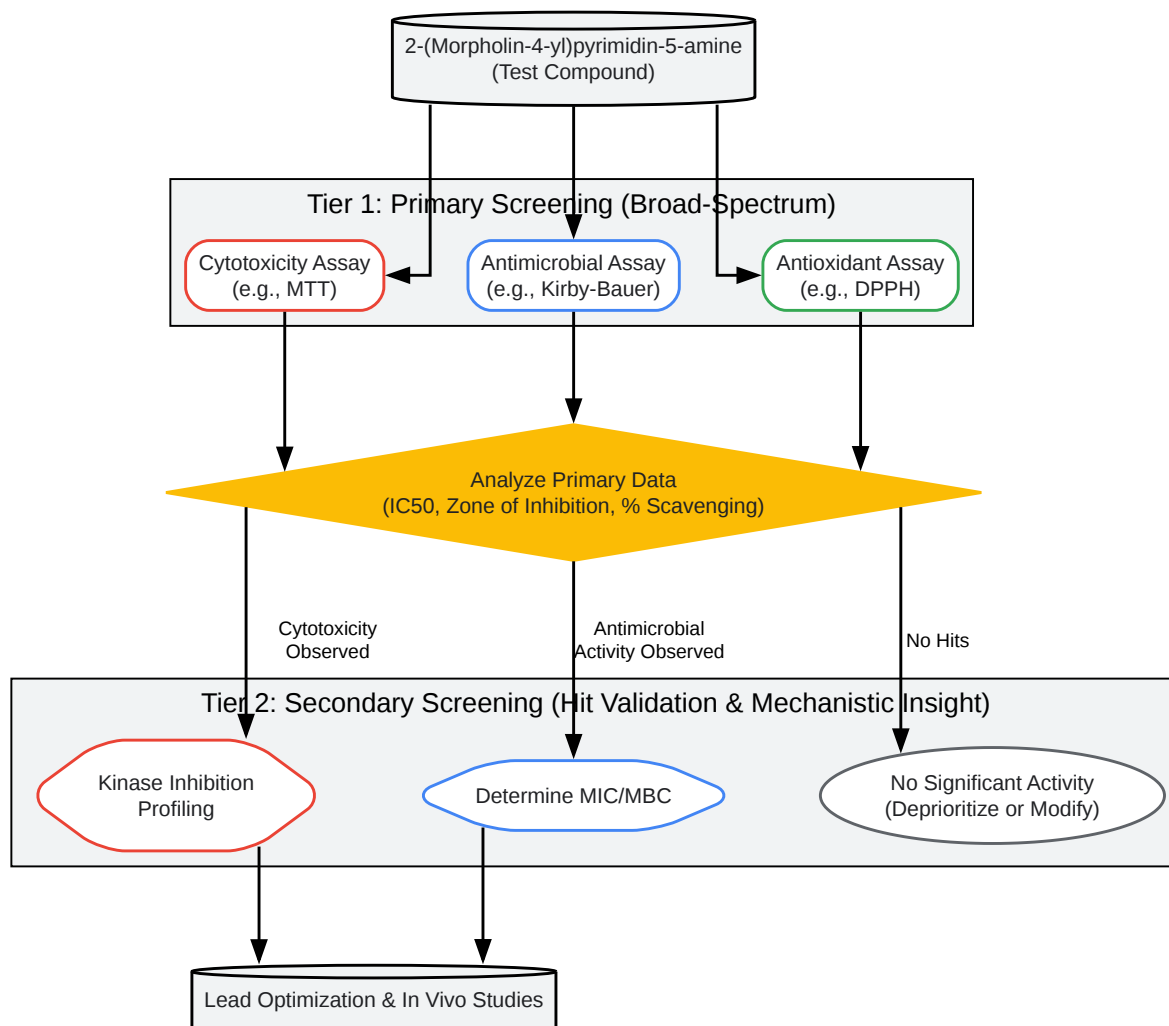 2-(Morpholin-4-yl)pyrimidin-5-amine
(Test Compound)
Tier 1: Primary Screening (Broad-Spectrum)
Cytotoxicity Assay
(e.g., MTT)
Antimicrobial Assay
(e.g., Kirby-Bauer)
Antioxidant Assay
(e.g., DPPH)
Analyze Primary Data
(IC50, Zone of Inhibition, % Scavenging)
Cytotoxicity
Observed
Antimicrobial
Activity Observed
No Hits
Tier 2: Secondary Screening (Hit Validation & Mechanistic Insight)
Kinase Inhibition
Profiling
Determine MIC/MBC
No Significant Activity
(Deprioritize or Modify)
Lead Optimization & In Vivo Studies